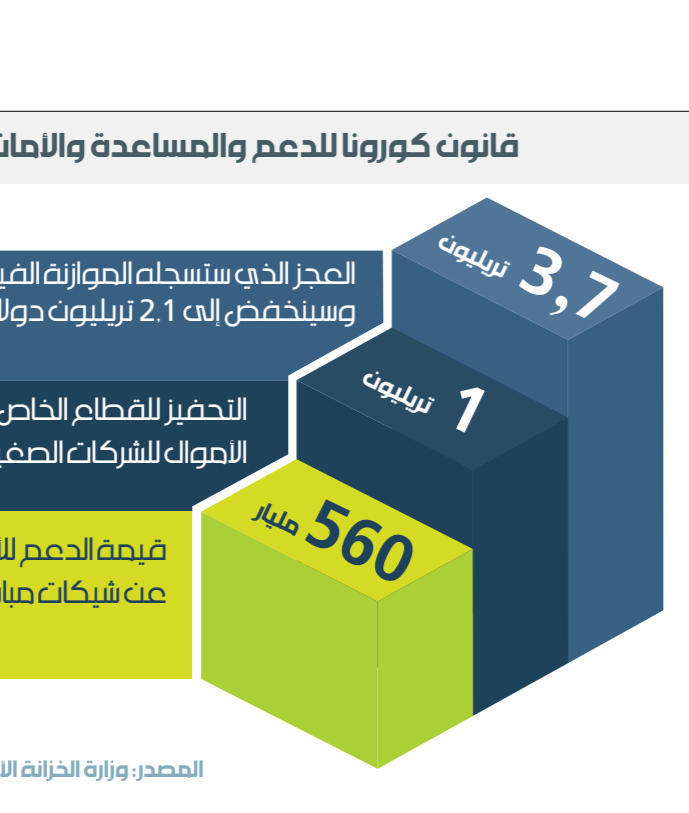 قانون كورونا للدعم والمساعدة والأمان
3,7 تريليون
العجز الذي ستسجله الموازنة
وسينخفض إلى 2,1 تريليون
1 تريليون
التحفيز للقطاع الخاص
الأموال للشركات
560 مليار
قيمة الدعم
عن شيكات
المصدر: وزارة الخزانة